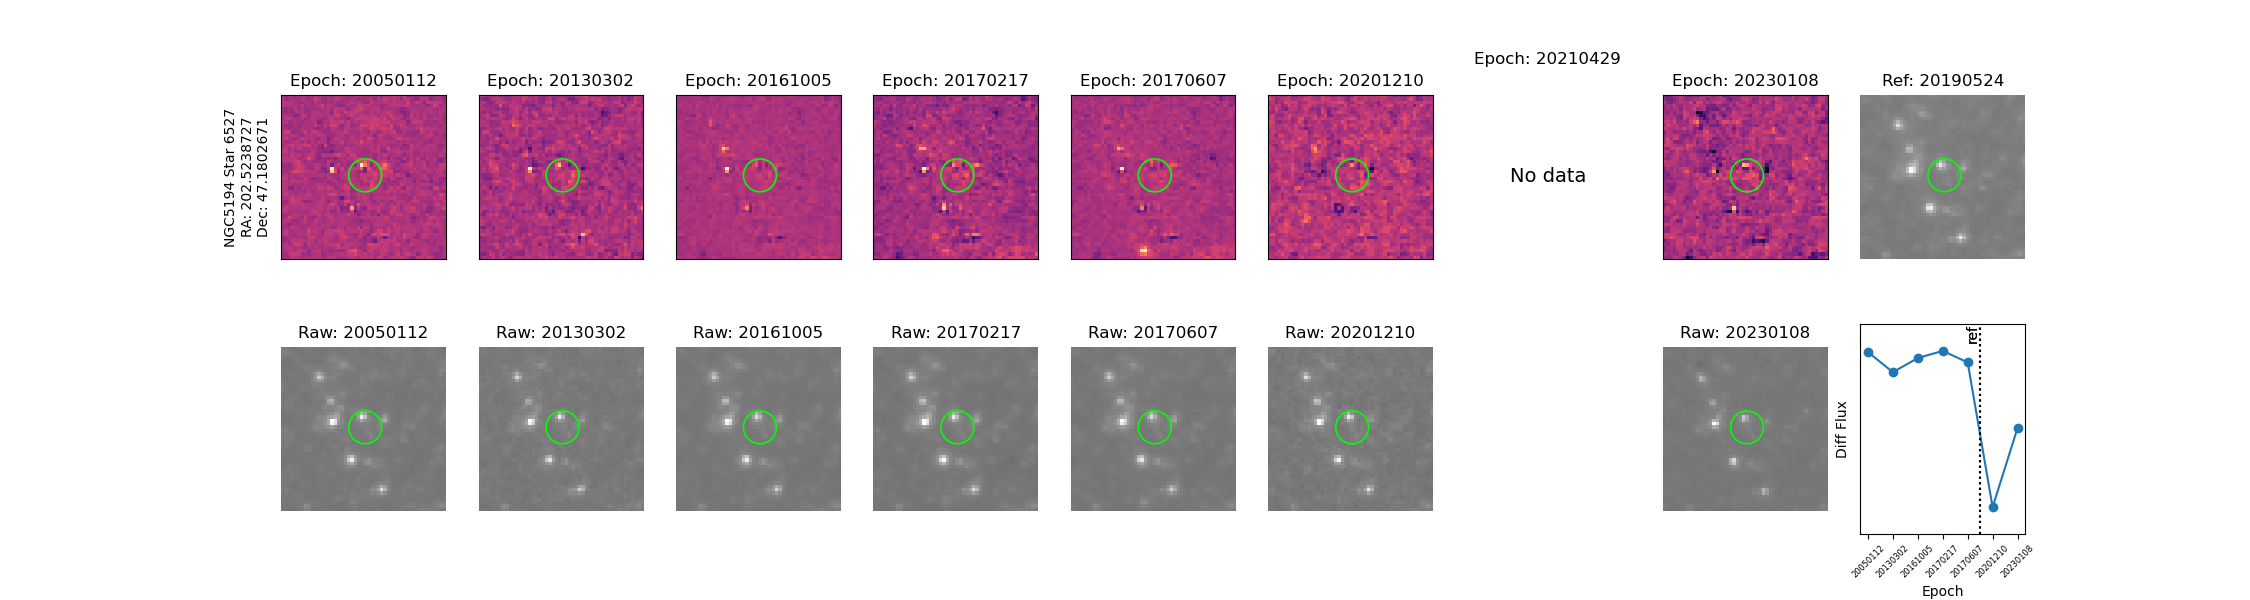 Epoch: 20210429
Epoch: 20050112
Epoch: 20130302
Epoch: 20161005
Epoch: 20170217
Epoch: 20170607
Epoch: 20201210
Epoch: 20230108
Ref: 20190524
NGC5194 Star 6527
RA: 202.5238727
Dec: 47.1802671
No data
Raw: 20050112
Raw: 20130302
Raw: 20161005
Raw: 20170217
Raw: 20170607
Raw: 20201210
Raw: 20230108
ref
Diff Flux
20050112
20130302
20161005
20170217
20170607
20201210
20230108
Epoch